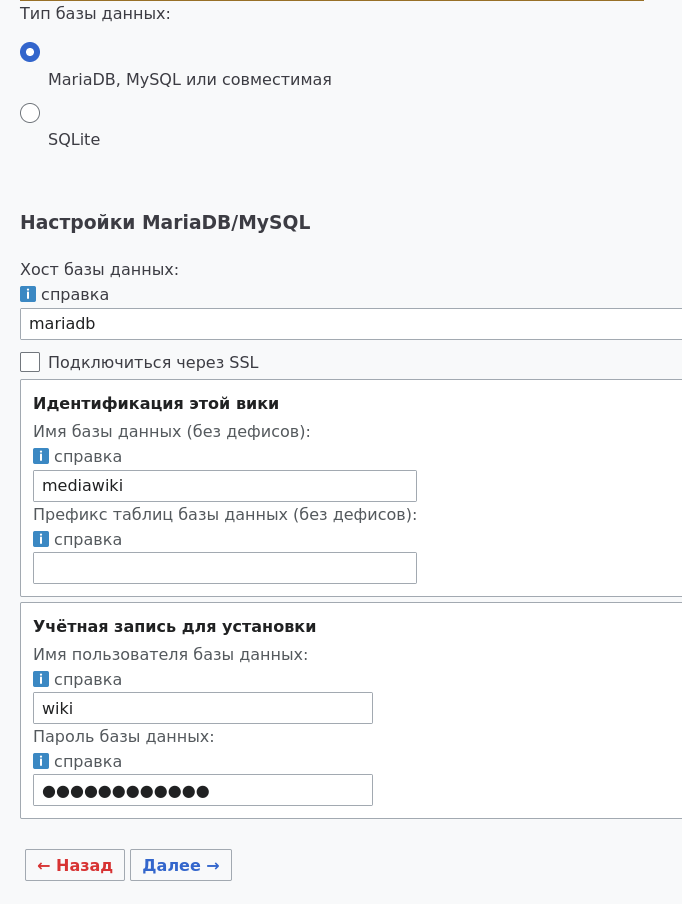 Тип базы данных:
MariaDB, MySQL или совместимая
SQLite
Настройки MariaDB/MySQL
Хост базы данных:
справка
mariadb
Подключиться через SSL
Идентификация этой вики
Имя базы данных (без дефисов):
справка
mediawiki
Префикс таблиц базы данных (без дефисов):
справка
Учётная запись для установки
Имя пользователя базы данных:
справка
wiki
Пароль базы данных:
справка
●●●●●●●●●●●●
← Назад Далее →